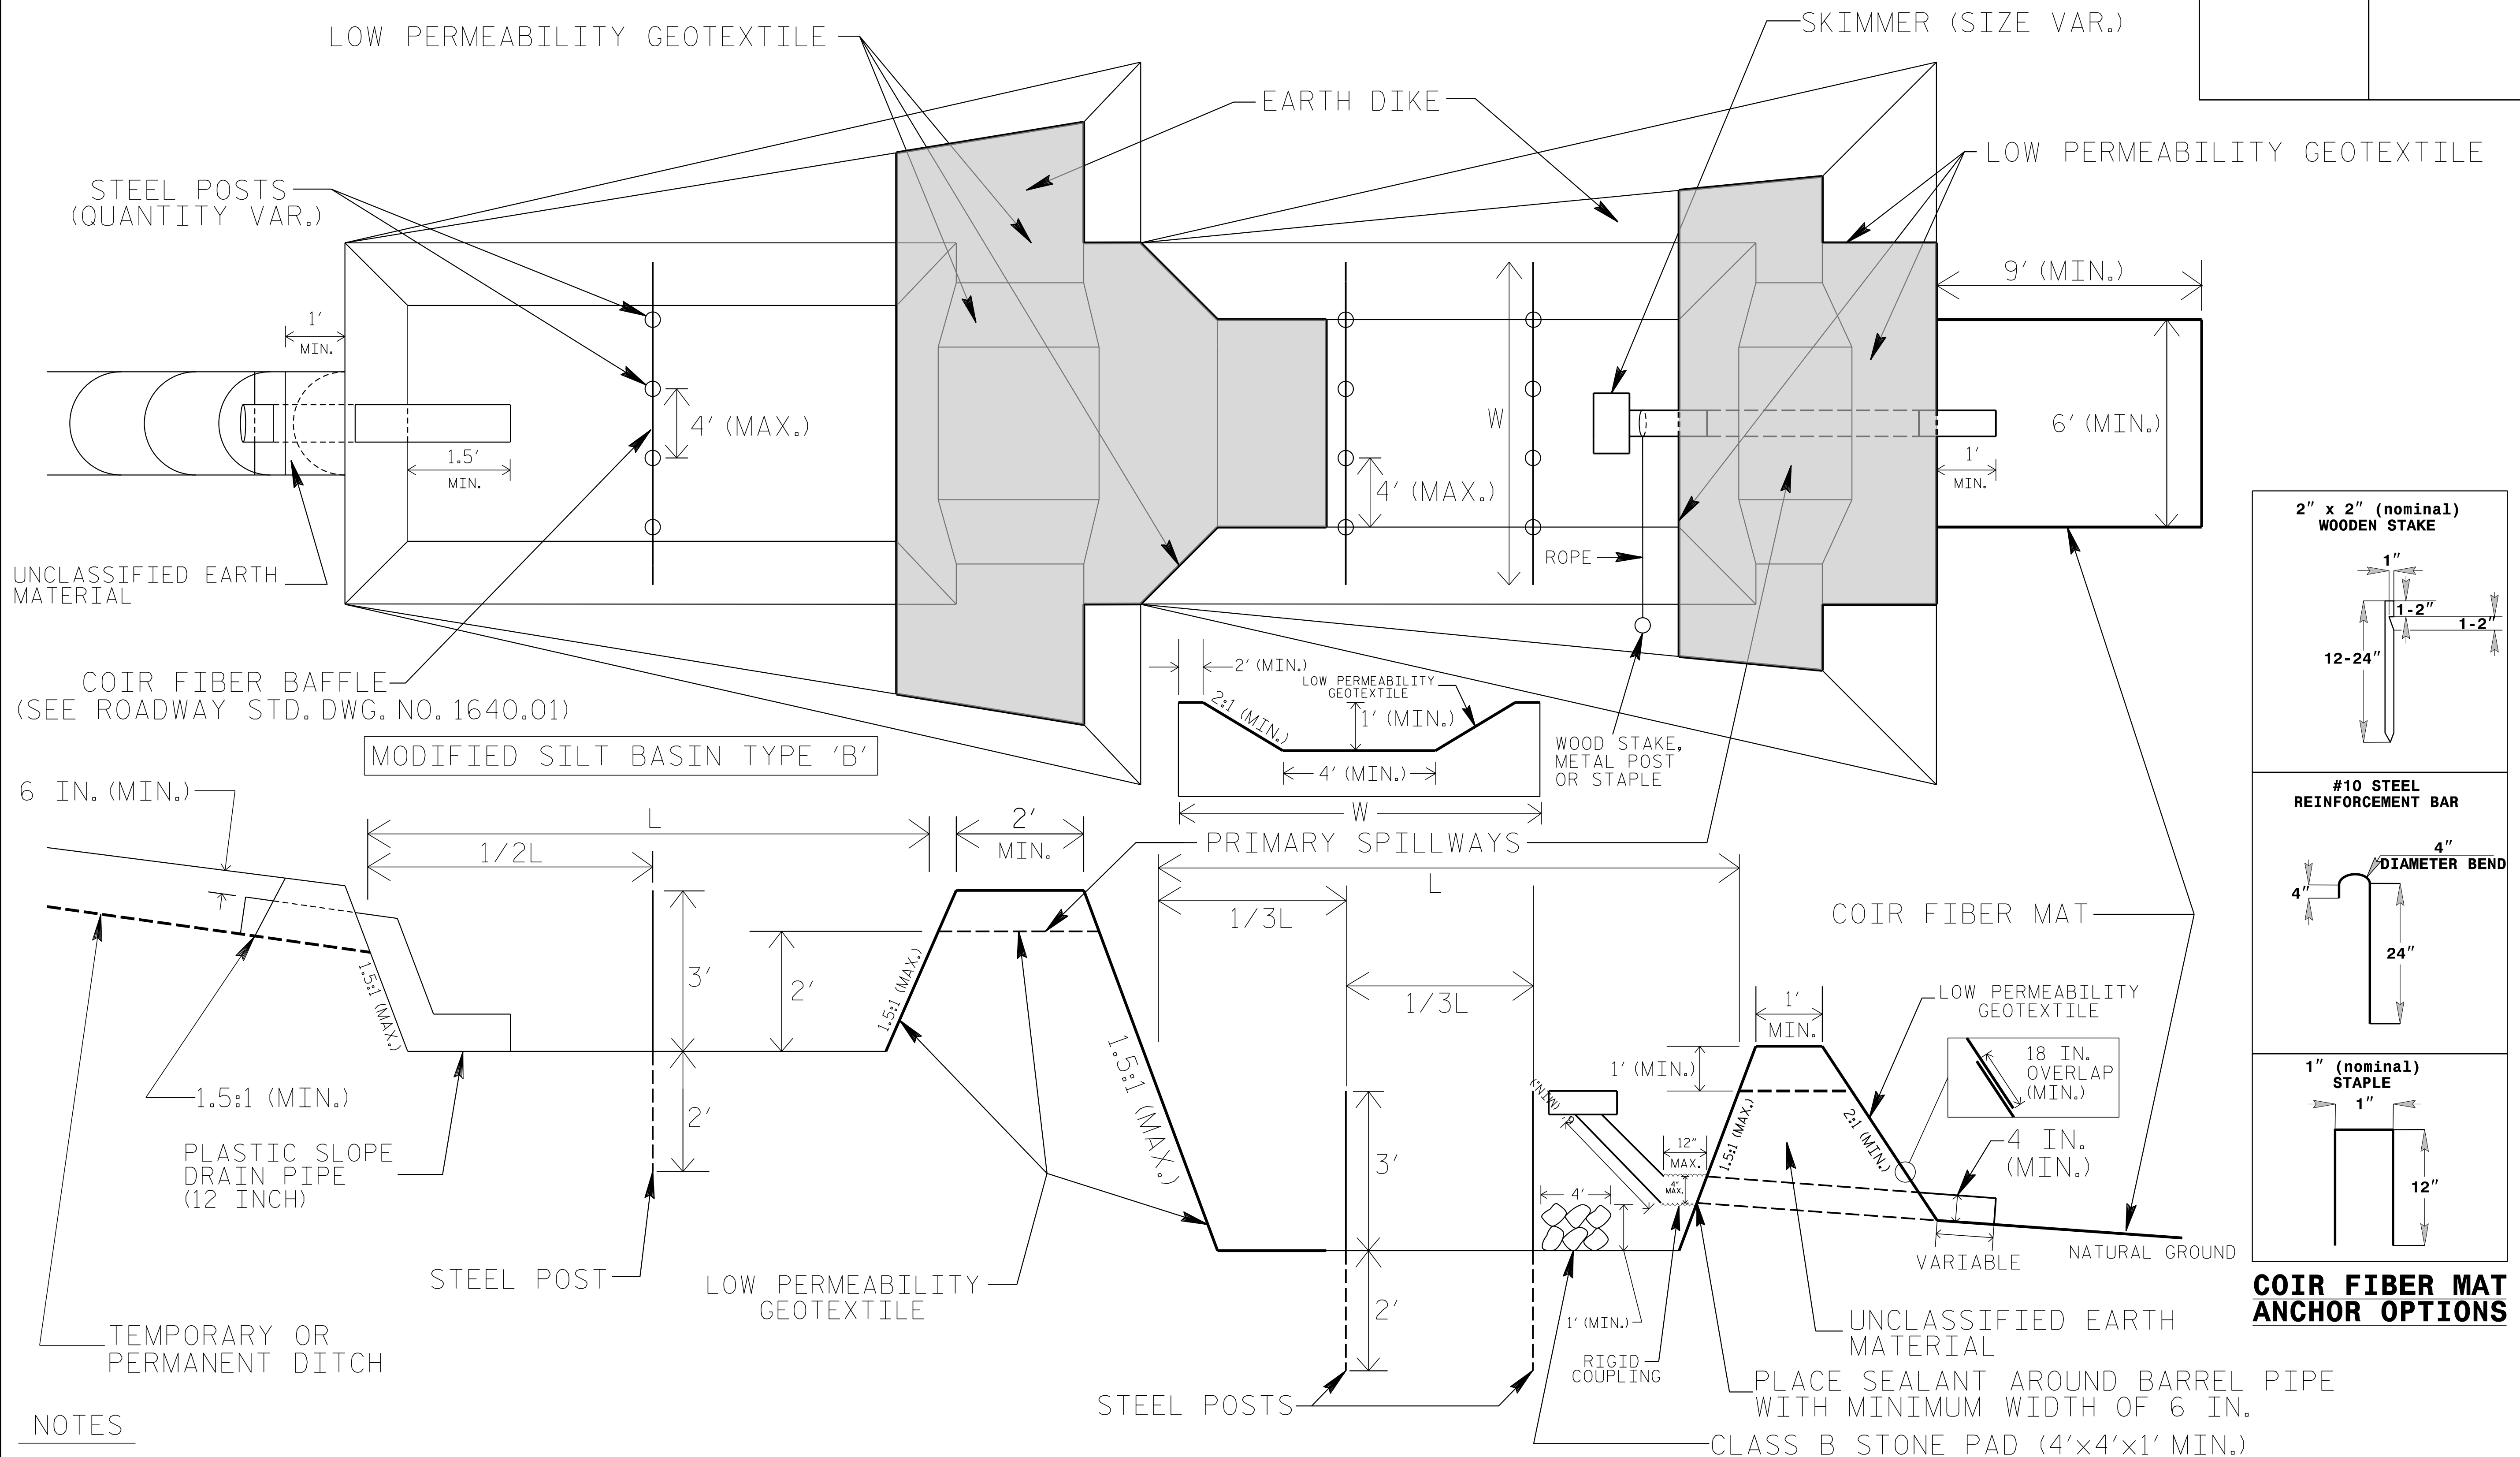 LOW PERMEABILITY GEOTEXTILE
SKIMMER (SIZE VAR.)
EARTH DIKE
LOW PERMEABILITY GEOTEXTILE
STEEL POSTS
(QUANTITY VAR.)
9' (MIN.)
1'
MIN.
4' (MAX.)
W
6' (MIN.)
1.5'
MIN.
1'
MIN.
4' (MAX.)
ROPE
UNCLASSIFIED EARTH
MATERIAL
COIR FIBER BAFFLE
(SEE ROADWAY STD. DWG. NO. 1640.01)
2' (MIN.)
LOW PERMEABILITY
GEOTEXTILE
2:1 (MIN.)
1' (MIN.)
4' (MIN.)
W
WOOD STAKE,
METAL POST
OR STAPLE
MODIFIED SILT BASIN TYPE 'B'
2" x 2" (nominal)
WOODEN STAKE
1"
1-2"
1-2"
12-24"
#10 STEEL
REINFORCEMENT BAR
4"
DIAMETER BEND
4"
24"
1" (nominal)
STAPLE
1"
12"
COIR FIBER MAT
ANCHOR OPTIONS
6 IN. (MIN.)
L
1/2L
2'
MIN.
PRIMARY SPILLWAYS
L
1/3L
1/3L
COIR FIBER MAT
3'
2'
1.5:1 (MAX.)
1.5:1 (MAX.)
1.5:1 (MAX.)
2'
1.5:1 (MIN.)
PLASTIC SLOPE
DRAIN PIPE
(12 INCH)
STEEL POST
LOW PERMEABILITY
GEOTEXTILE
TEMPORARY OR
PERMANENT DITCH
1'
MIN.
1' (MIN.)
LOW PERMEABILITY
GEOTEXTILE
18 IN.
OVERLAP
(MIN.)
6' (MIN.)
12"
MAX.
4"
MAX.
1.5:1 (MAX.)
2:1 (MIN.)
4 IN.
(MIN.)
3'
2'
4'
1' (MIN.)
VARIABLE
NATURAL GROUND
RIGID
COUPLING
UNCLASSIFIED EARTH
MATERIAL
STEEL POSTS
PLACE SEALANT AROUND BARREL PIPE
WITH MINIMUM WIDTH OF 6 IN.
CLASS B STONE PAD (4'x4'x1' MIN.)
NOTES